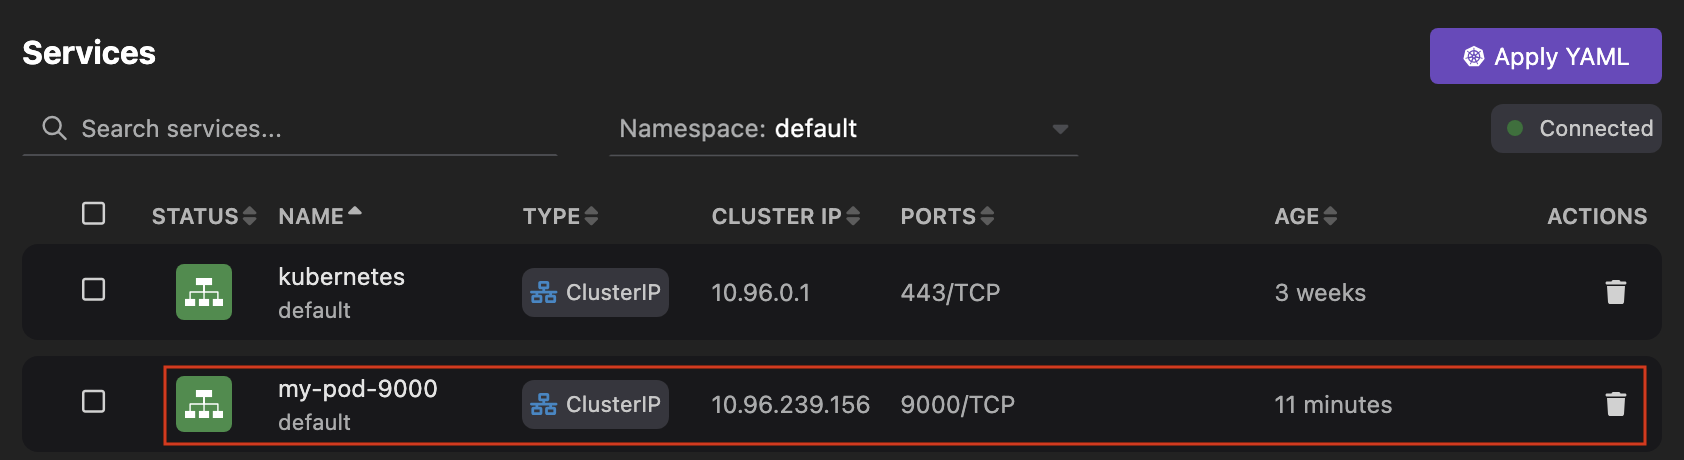 Services
Apply YAML
Search services...
Namespace: default
Connected
STATUS NAME TYPE CLUSTER IP PORTS AGE ACTIONS
kubernetes
default
ClusterIP 10.96.0.1 443/TCP 3 weeks
my-pod-9000
default
ClusterIP 10.96.239.156 9000/TCP 11 minutes